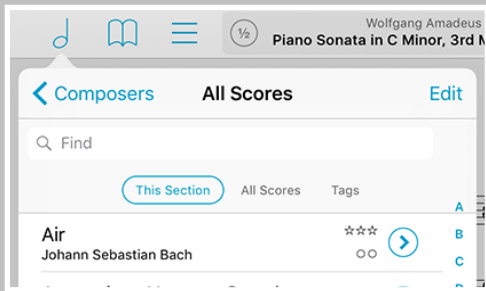 ½
Wolfgang Amadeus
Piano Sonata in C Minor, 3rd
Composers All Scores Edit
Find
This Section All Scores Tags
A
Air
Johann Sebastian Bach
B
C
D